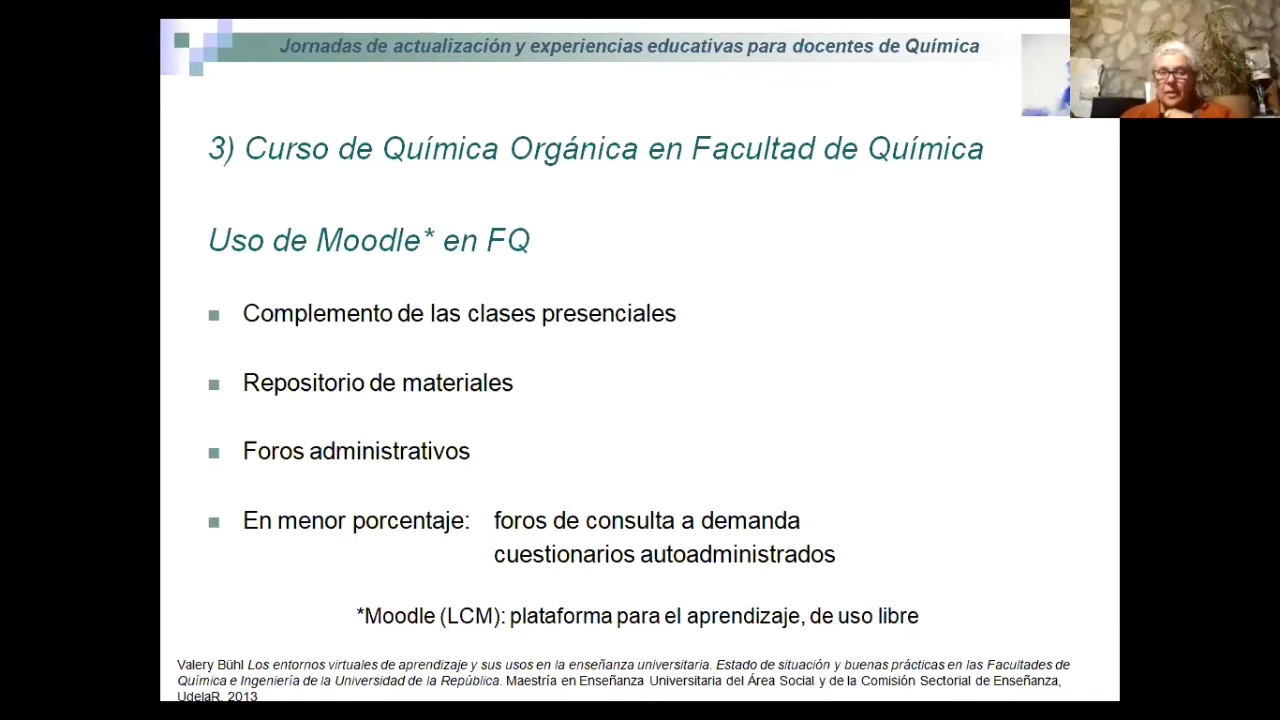 Jornadas de actualización y experiencias educativas para docentes de Química
3) Curso de Química Orgánica en Facultad de Química
Uso de Moodle* en FQ
Complemento de las clases presenciales
Repositorio de materiales
Foros administrativos
En menor porcentaje: foros de consulta a demanda
cuestionarios autoadministrados
*Moodle (LCM): plataforma para el aprendizaje, de uso libre
Valery Bühl Los entornos virtuales de aprendizaje y sus usos en la enseñanza universitaria. Estado de situación y buenas prácticas en las Facultades de
Química e Ingeniería de la Universidad de la República. Maestría en Enseñanza Universitaria del Área Social y de la Comisión Sectorial de Enseñanza,
UdelaR, 2013